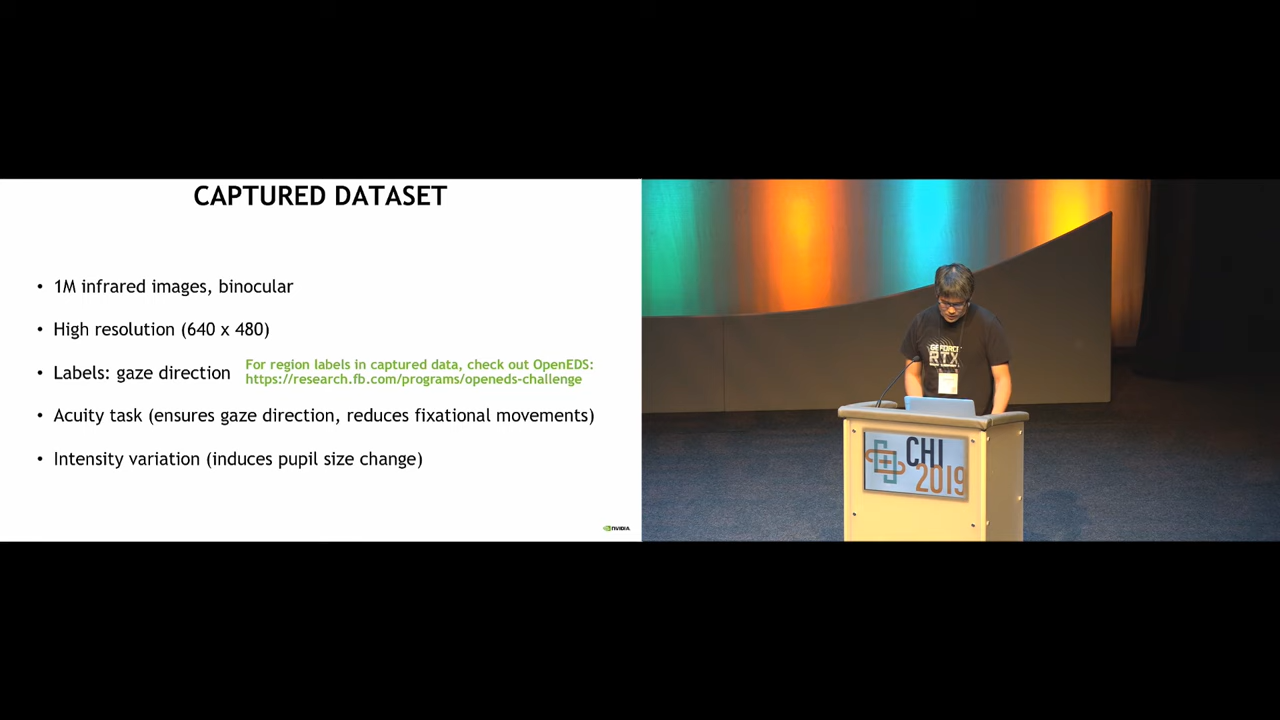 CAPTURED DATASET
• 1M infrared images, binocular
• High resolution (640 x 480)
• Labels: gaze direction
For region labels in captured data, check out OpenEDS:
https://research.fb.com/programs/openeds-challenge
• Acuity task (ensures gaze direction, reduces fixational movements)
• Intensity variation (induces pupil size change)
NVIDIA
GEFORCE
RTX
CHI
2019